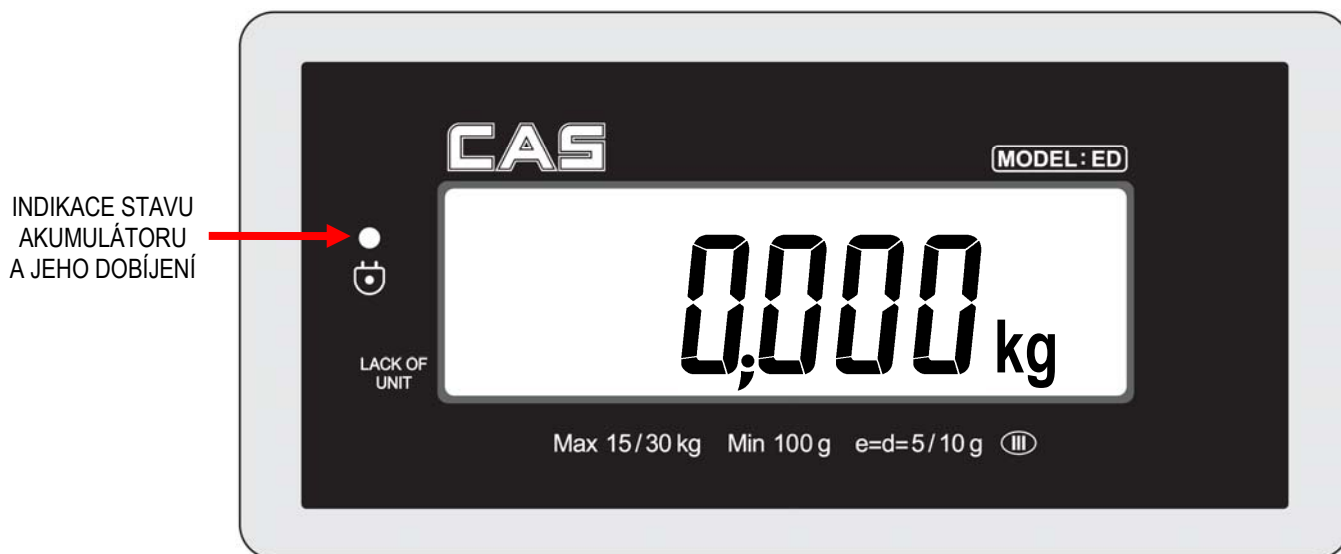 CAS
MODEL: ED
INDIKACE STAVU
AKUMULÁTORU
A JEHO DOBÍJENÍ
0,000 kg
LACK OF
UNIT
Max 15/30 kg Min 100 g e=d=5/10 g III